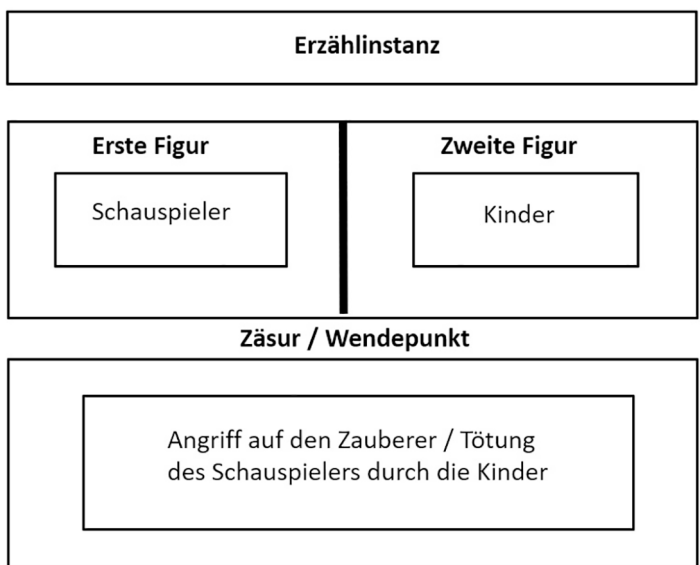 Erzählinstanz
Erste Figur
Zweite Figur
Schauspieler
Kinder
Zäsur / Wendepunkt
Angriff auf den Zauberer / Tötung
des Schauspielers durch die Kinder